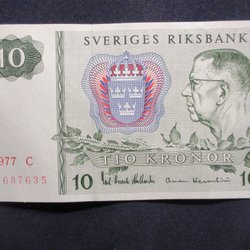 10 SVERIGES RIKSBANK
977 C
687635
TIO KRONOR
10 10